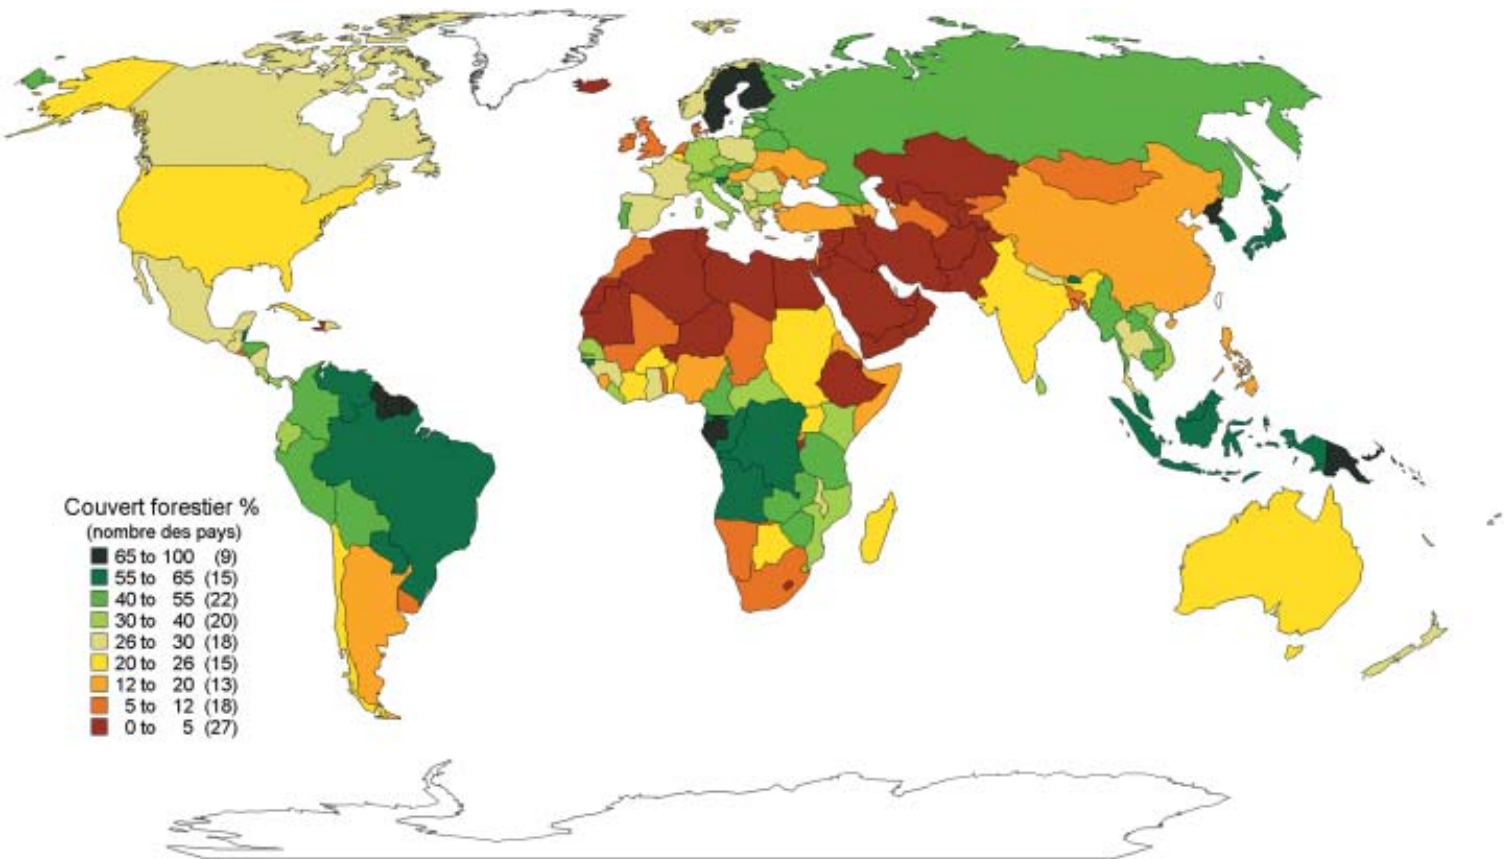 Couvert forestier %
(nombre des pays)
65 to 100 (9)
55 to 65 (15)
40 to 55 (22)
30 to 40 (20)
26 to 30 (18)
20 to 26 (15)
12 to 20 (13)
5 to 12 (18)
0 to 5 (27)